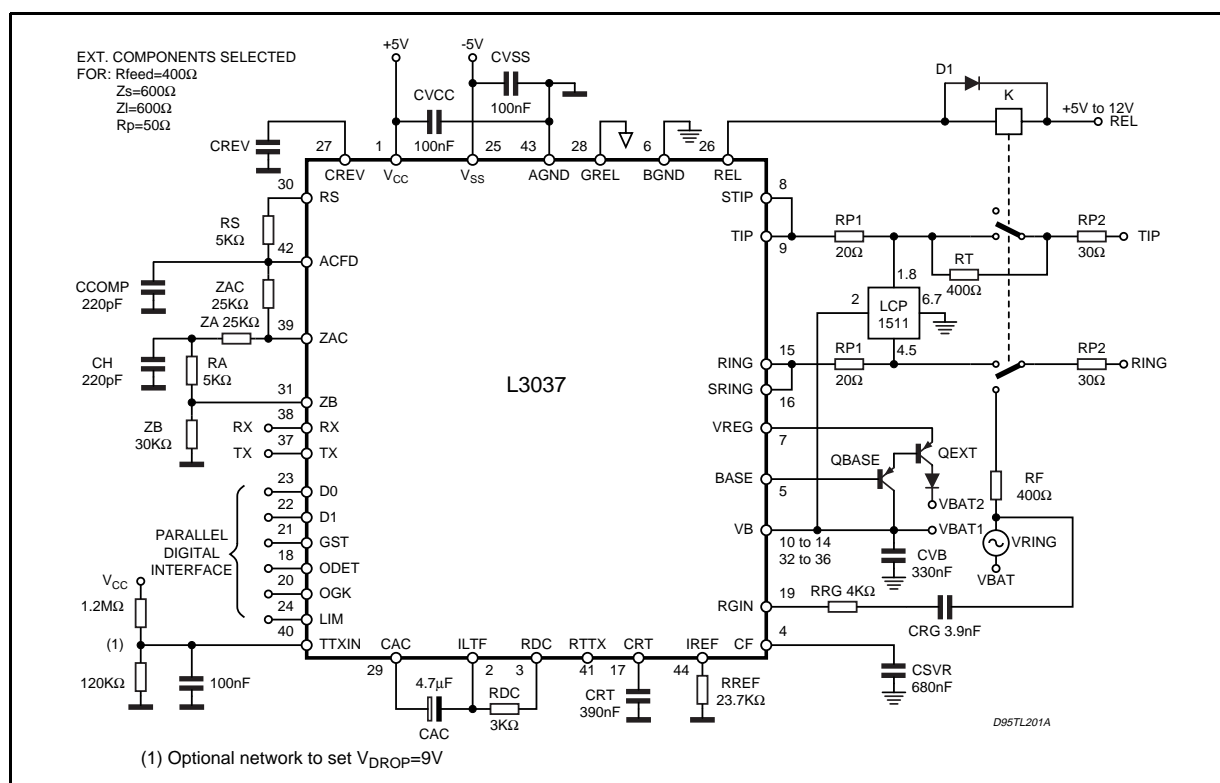 EXT. COMPONENTS SELECTED
FOR: Rfeed=400Ω
Zs=600Ω
Zl=600Ω
Rp=50Ω
+5V
-5V
CVSS
100nF
CVCC
100nF
D1
K
+5V to 12V
REL
CREV
27
1
25
43
28
6
26
CREV
VCC
VSS
AGND
GREL
BGND
REL
30
RS
RS
5KΩ
42
ACFD
CCOMP
220pF
ZAC
25KΩ
ZA 25KΩ
39
ZAC
CH
220pF
RA
5KΩ
31
ZB
ZB
30KΩ
38
RX
RX
37
TX
TX
23
D0
22
D1
21
GST
18
ODET
20
OGK
24
LIM
PARALLEL
DIGITAL
INTERFACE
VCC
1.2MΩ
40
TTXIN
(1)
120KΩ
100nF
L3037
8
STIP
TIP
9
RP1
20Ω
RP2
30Ω
TIP
RT
400Ω
1.8
2
LCP
1511
6.7
4.5
15
RING
SRING
16
RP1
20Ω
RP2
30Ω
RING
VREG
7
QBASE
QEXT
BASE
5
VBAT2
VB
10 to 14
32 to 36
VBAT1
CVB
330nF
RF
400Ω
VRING
VBAT
19
RGIN
RRG 4KΩ
CRG 3.9nF
4
CF
CSVR
680nF
CAC
ILTF
RDC
RTTX
CRT
IREF
29
2
3
41
17
44
4.7µF
CAC
RDC
3KΩ
CRT
390nF
RREF
23.7KΩ
D95TL201A
(1) Optional network to set VDROP=9V